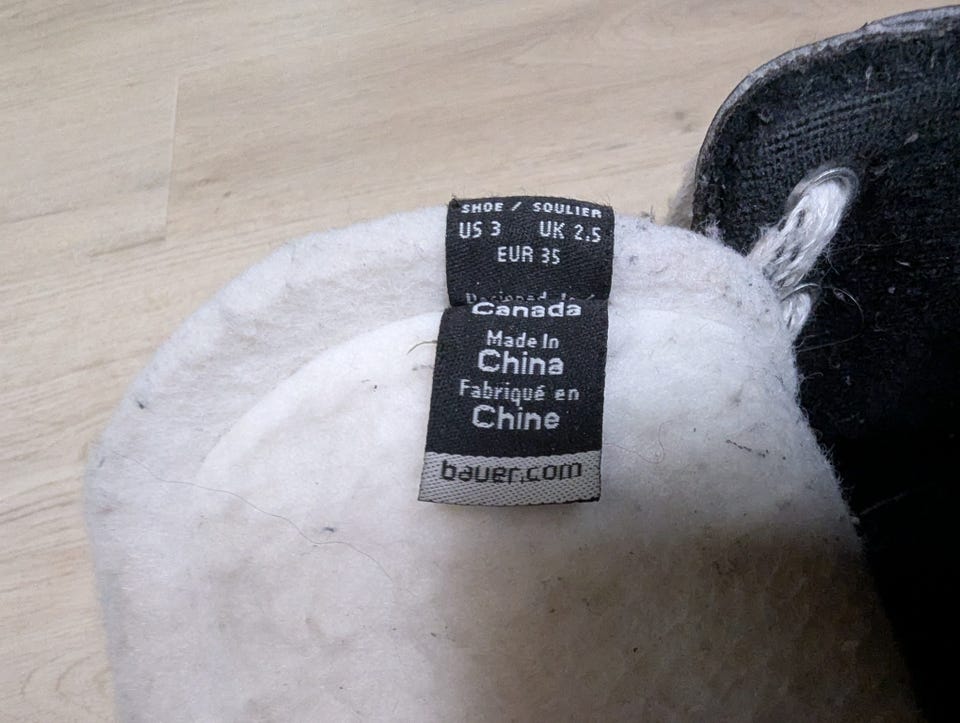 SHOE / SOULIER
US 3 UK 2.5
EUR 35
Canada
Made In
China
Fabriqué en
Chine
bauer.com